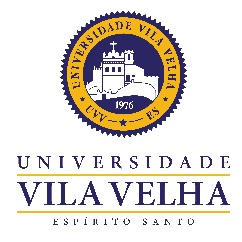 UNIVERSIDADE VILA VELHA
1976
UVV ES
UNIVERSIDADE
VILA VELHA
ESPÍRITO SANTO